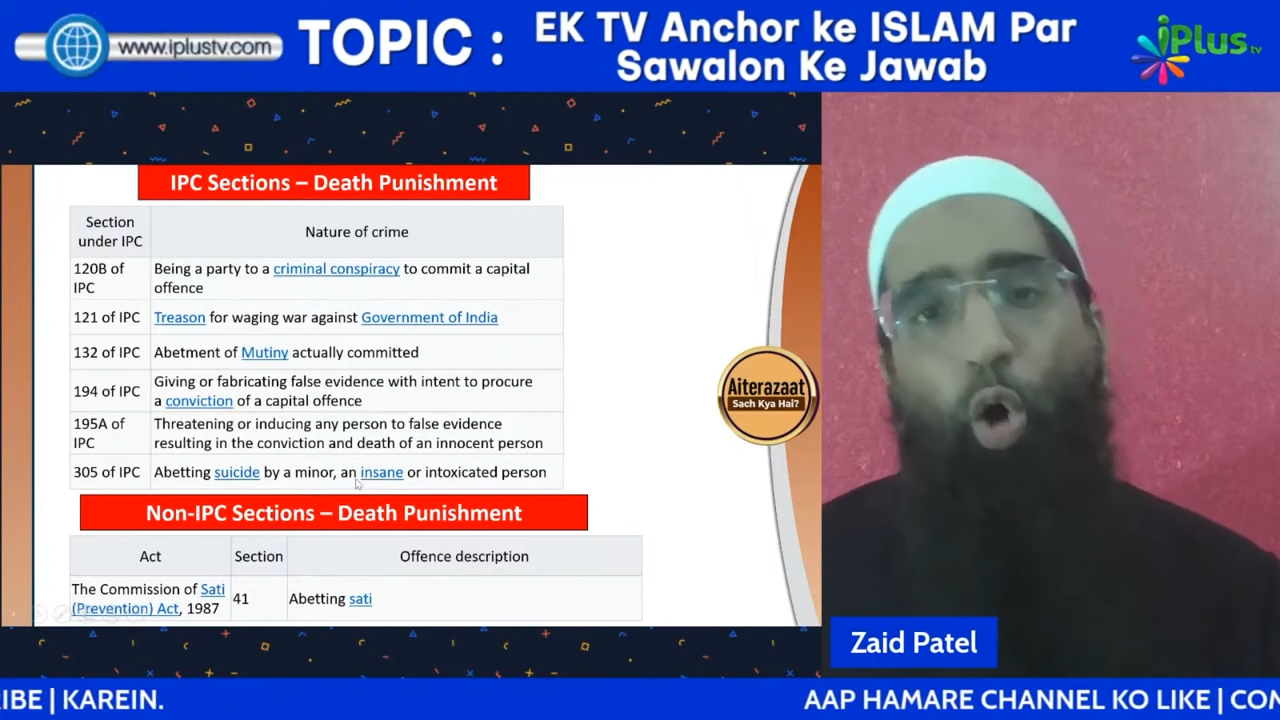 www.iplustv.com
TOPIC :
EK TV Anchor ke ISLAM Par
Sawalon Ke Jawab
iPlus tv
IPC Sections – Death Punishment
Section
under IPC
Nature of crime
120B of
IPC
Being a party to a criminal conspiracy to commit a capital
offence
121 of IPC
Treason for waging war against Government of India
132 of IPC
Abetment of Mutiny actually committed
194 of IPC
Giving or fabricating false evidence with intent to procure
a conviction of a capital offence
195A of
IPC
Threatening or inducing any person to false evidence
resulting in the conviction and death of an innocent person
305 of IPC
Abetting suicide by a minor, an insane or intoxicated person
Non-IPC Sections – Death Punishment
Act
Section
Offence description
The Commission of Sati
(Prevention) Act, 1987
41
Abetting sati
Aiterazaat
Sach Kya Hai?
Zaid Patel
RIBE | KAREIN.
AAP HAMARE CHANNEL KO LIKE | COM